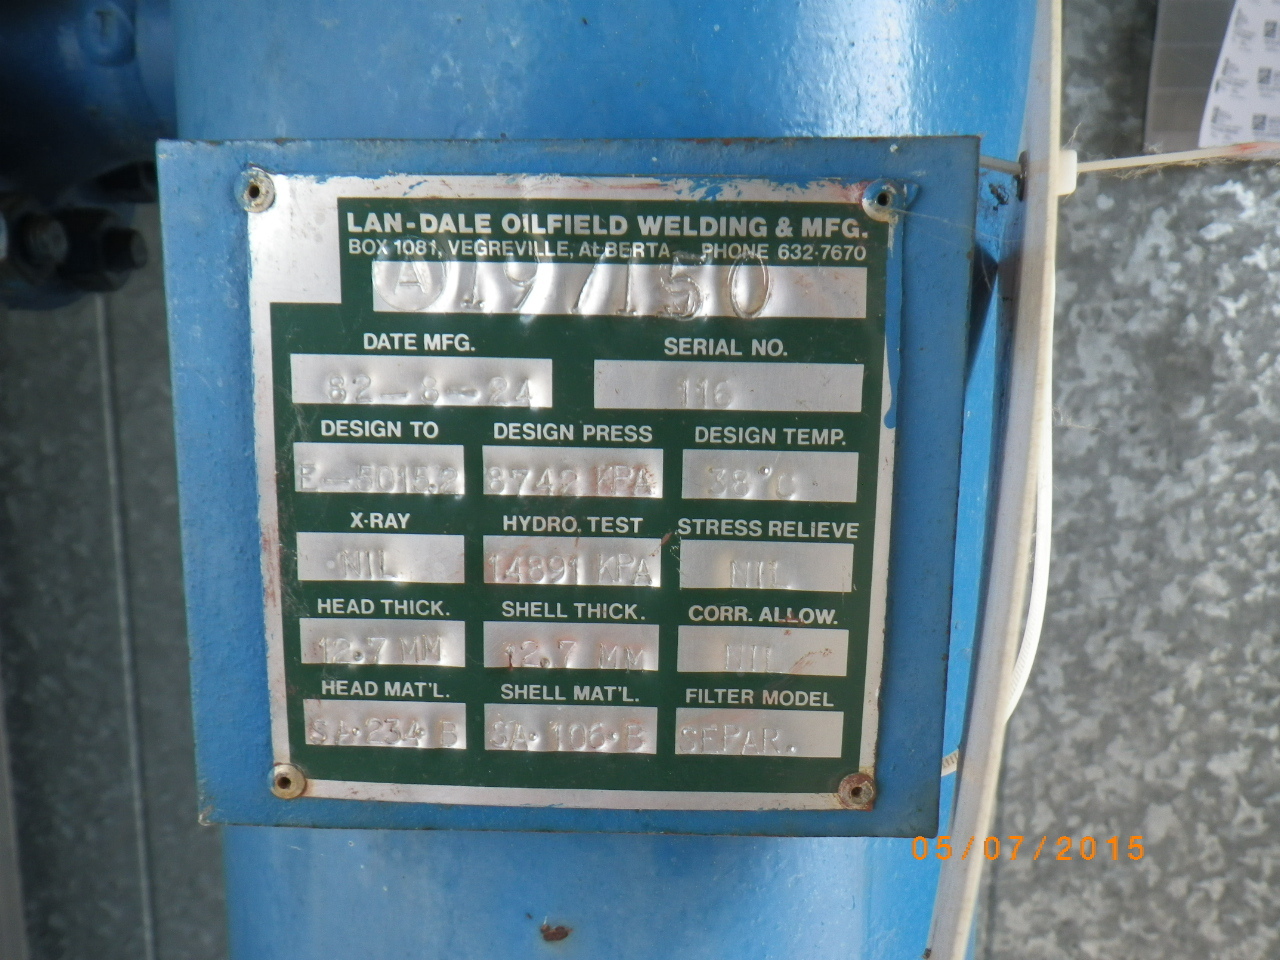 LAN-DALE OILFIELD WELDING & MFG.
BOX 1081, VEGREVILLE, ALBERTA PHONE 632-7670
A 197150
DATE MFG. SERIAL NO.
82-8-24 116
DESIGN TO DESIGN PRESS DESIGN TEMP.
8742 KPA 38°C
X-RAY HYDRO. TEST STRESS RELIEVE
NIL 14891 KPA NIL
HEAD THICK. SHELL THICK. CORR. ALLOW.
12.7 MM 12.7 MM NIL
HEAD MAT'L. SHELL MAT'L. FILTER MODEL
SA·234·B SA·106·B SEPAR.
05/07/2015